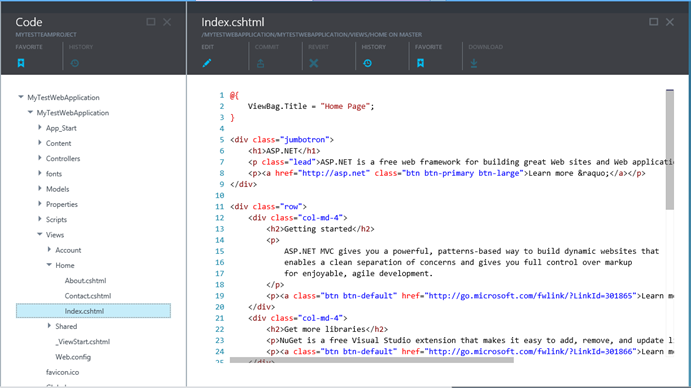 Code
MYTESTTEAMPROJECT
FAVORITE HISTORY
MyTestWebApplication
MyTestWebApplication
App_Start
Content
Controllers
fonts
Models
Properties
Scripts
Views
Account
Home
About.cshtml
Contact.cshtml
Index.cshtml
Shared
_ViewStart.cshtml
Web.config
favicon.ico
Index.cshtml
/MYTESTWEBAPPLICATION/MYTESTWEBAPPLICATION/VIEWS/HOME ON MASTER
EDIT COMMIT REVERT HISTORY FAVORITE DOWNLOAD
1 @{
2 ViewBag.Title = "Home Page";
3 }
4
5 <div class="jumbotron">
6 <h1>ASP.NET</h1>
7 <p class="lead">ASP.NET is a free web framework for building great Web sites and Web applicatio
8 <p><a href="http://asp.net" class="btn btn-primary btn-large">Learn more &raquo;</a></p>
9 </div>
10
11 <div class="row">
12 <div class="col-md-4">
13 <h2>Getting started</h2>
14 <p>
15 ASP.NET MVC gives you a powerful, patterns-based way to build dynamic websites that
16 enables a clean separation of concerns and gives you full control over markup
17 for enjoyable, agile development.
18 </p>
19 <p><a class="btn btn-default" href="http://go.microsoft.com/fwlink/?LinkId=301865">Learn mo
20 </div>
21 <div class="col-md-4">
22 <h2>Get more libraries</h2>
23 <p>NuGet is a free Visual Studio extension that makes it easy to add, remove, and update li
24 <p><a class="btn btn-default" href="http://go.microsoft.com/fwlink/?LinkId=301866">Learn mo
25 </div>